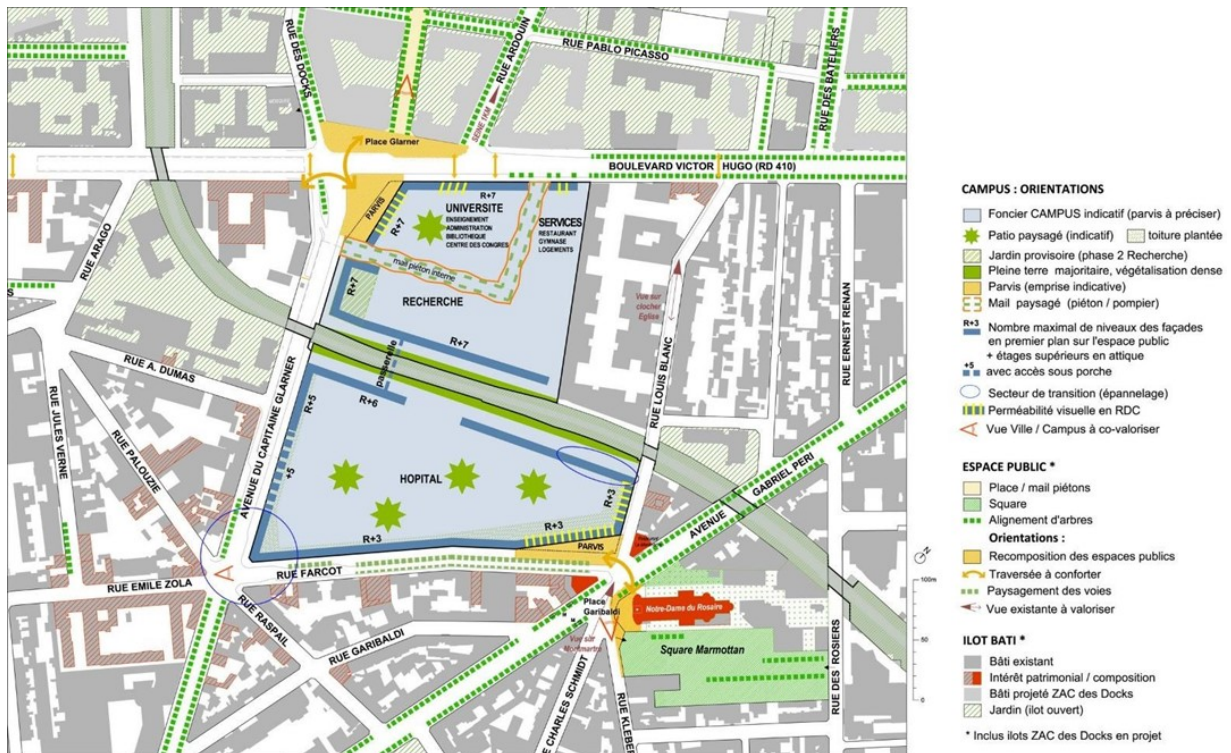 RUE DES DOCKS
RUE ARDOUIN
SEINE 1KM
RUE PABLO PICASSO
RUE DES BATELIERS
Place Glarner
BOULEVARD VICTOR HUGO (RD 410)
PARVIS
R+7
R+7
UNIVERSITE
ENSEIGNEMENT
ADMINISTRATION
BIBLIOTHEQUE
CENTRE DES CONGRES
SERVICES
RESTAURANT
GYMNASE
LOGEMENTS
RUE ARAGO
mail piéton interne
R+7
RECHERCHE
R+7
passerelle
Vue sur
clocher
Eglise
RUE LOUIS BLANC
RUE ERNEST RENAN
RUE A. DUMAS
AVENUE DU CAPITAINE GLARNER
R+5
R+6
RUE JULES VERNE
RUE PALOUZIE
+5
HOPITAL
R+3
R+3
R+3
PARVIS
AVENUE GABRIEL PERI
RUE FARCOT
RUE EMILE ZOLA
RUE RASPAIL
RUE GARIBALDI
Place
Garibaldi
Vue sur
Montmartre
Notre-Dame du Rosaire
Square Marmottan
RUE DES ROSIERS
E CHARLES SCHMIDT
RUE KLEBER
N
100m
50
0
CAMPUS : ORIENTATIONS
Foncier CAMPUS indicatif (parvis à préciser)
Patio paysagé (indicatif) toiture plantée
Jardin provisoire (phase 2 Recherche)
Pleine terre majoritaire, végétalisation dense
Parvis (emprise indicative)
Mail paysagé (piéton / pompier)
R+3 Nombre maximal de niveaux des façades
en premier plan sur l'espace public
+ étages supérieurs en attique
+5 avec accès sous porche
Secteur de transition (épannelage)
Perméabilité visuelle en RDC
Vue Ville / Campus à co-valoriser
ESPACE PUBLIC *
Place / mail piétons
Square
Alignement d'arbres
Orientations :
Recomposition des espaces publics
Traversée à conforter
Paysagement des voies
Vue existante à valoriser
ILOT BATI *
Bâti existant
Intérêt patrimonial / composition
Bâti projeté ZAC des Docks
Jardin (ilot ouvert)
* Inclus ilots ZAC des Docks en projet